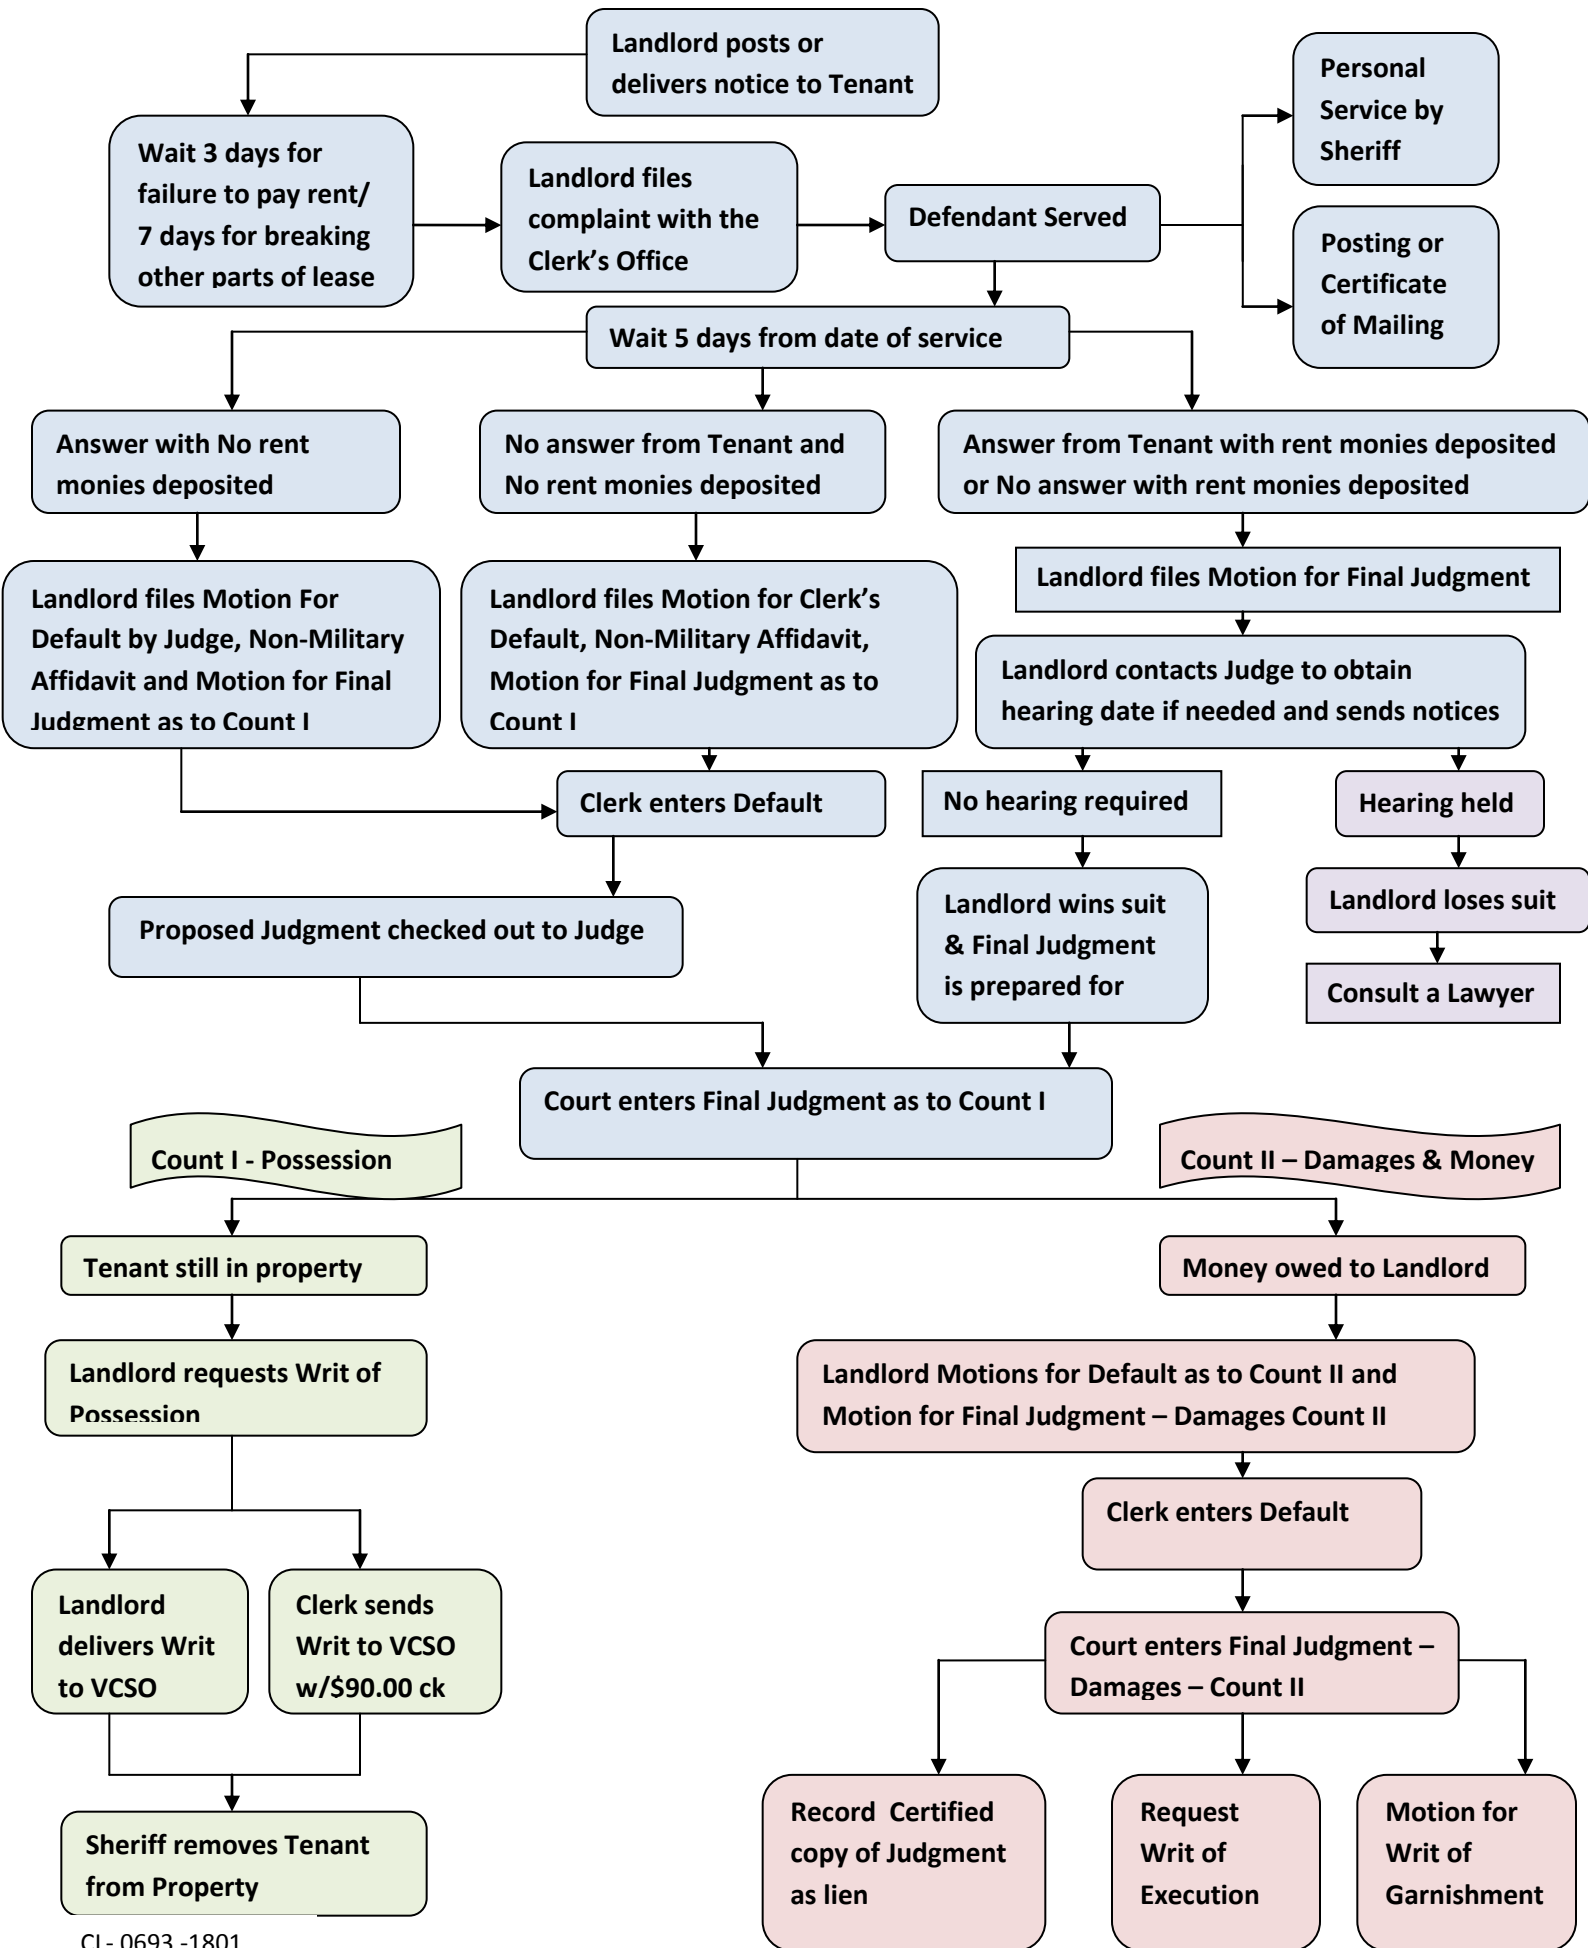 Landlord posts or
delivers notice to Tenant
Personal
Service by
Sheriff
Wait 3 days for
failure to pay rent/
7 days for breaking
other parts of lease
Landlord files
complaint with the
Clerk’s Office
Defendant Served
Posting or
Certificate
of Mailing
Wait 5 days from date of service
Answer with No rent
monies deposited
No answer from Tenant and
No rent monies deposited
Answer from Tenant with rent monies deposited
or No answer with rent monies deposited
Landlord files Motion For
Default by Judge, Non-Military
Affidavit and Motion for Final
Judgment as to Count I
Landlord files Motion for Clerk’s
Default, Non-Military Affidavit,
Motion for Final Judgment as to
Count I
Landlord files Motion for Final Judgment
Landlord contacts Judge to obtain
hearing date if needed and sends notices
Clerk enters Default
No hearing required
Hearing held
Proposed Judgment checked out to Judge
Landlord wins suit
& Final Judgment
is prepared for
Landlord loses suit
Consult a Lawyer
Court enters Final Judgment as to Count I
Count I - Possession
Count II – Damages & Money
Tenant still in property
Money owed to Landlord
Landlord requests Writ of
Possession
Landlord Motions for Default as to Count II and
Motion for Final Judgment – Damages Count II
Clerk enters Default
Landlord
delivers Writ
to VCSO
Clerk sends
Writ to VCSO
w/$90.00 ck
Court enters Final Judgment –
Damages – Count II
Sheriff removes Tenant
from Property
Record Certified
copy of Judgment
as lien
Request
Writ of
Execution
Motion for
Writ of
Garnishment
CL- 0693 -1801